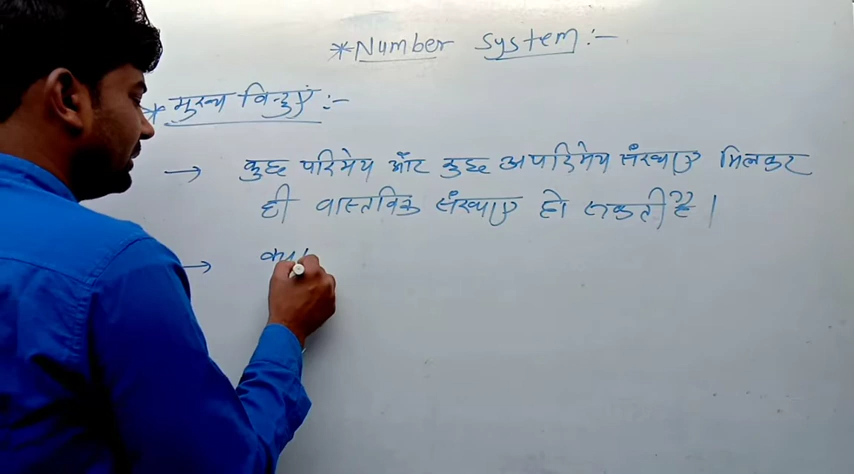 * Number System :-
* मुख्य बिन्दुएं :-
→ कुछ परिमेय और कुछ अपरिमेय संख्याए मिलकर
ही वास्तविक संख्याए हो सकती है ।
→